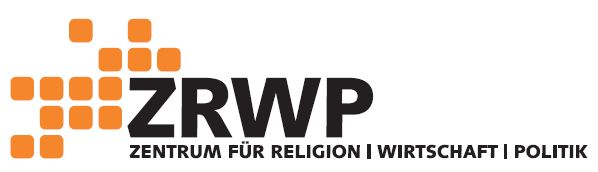 ZRWP
ZENTRUM FÜR RELIGION | WIRTSCHAFT | POLITIK